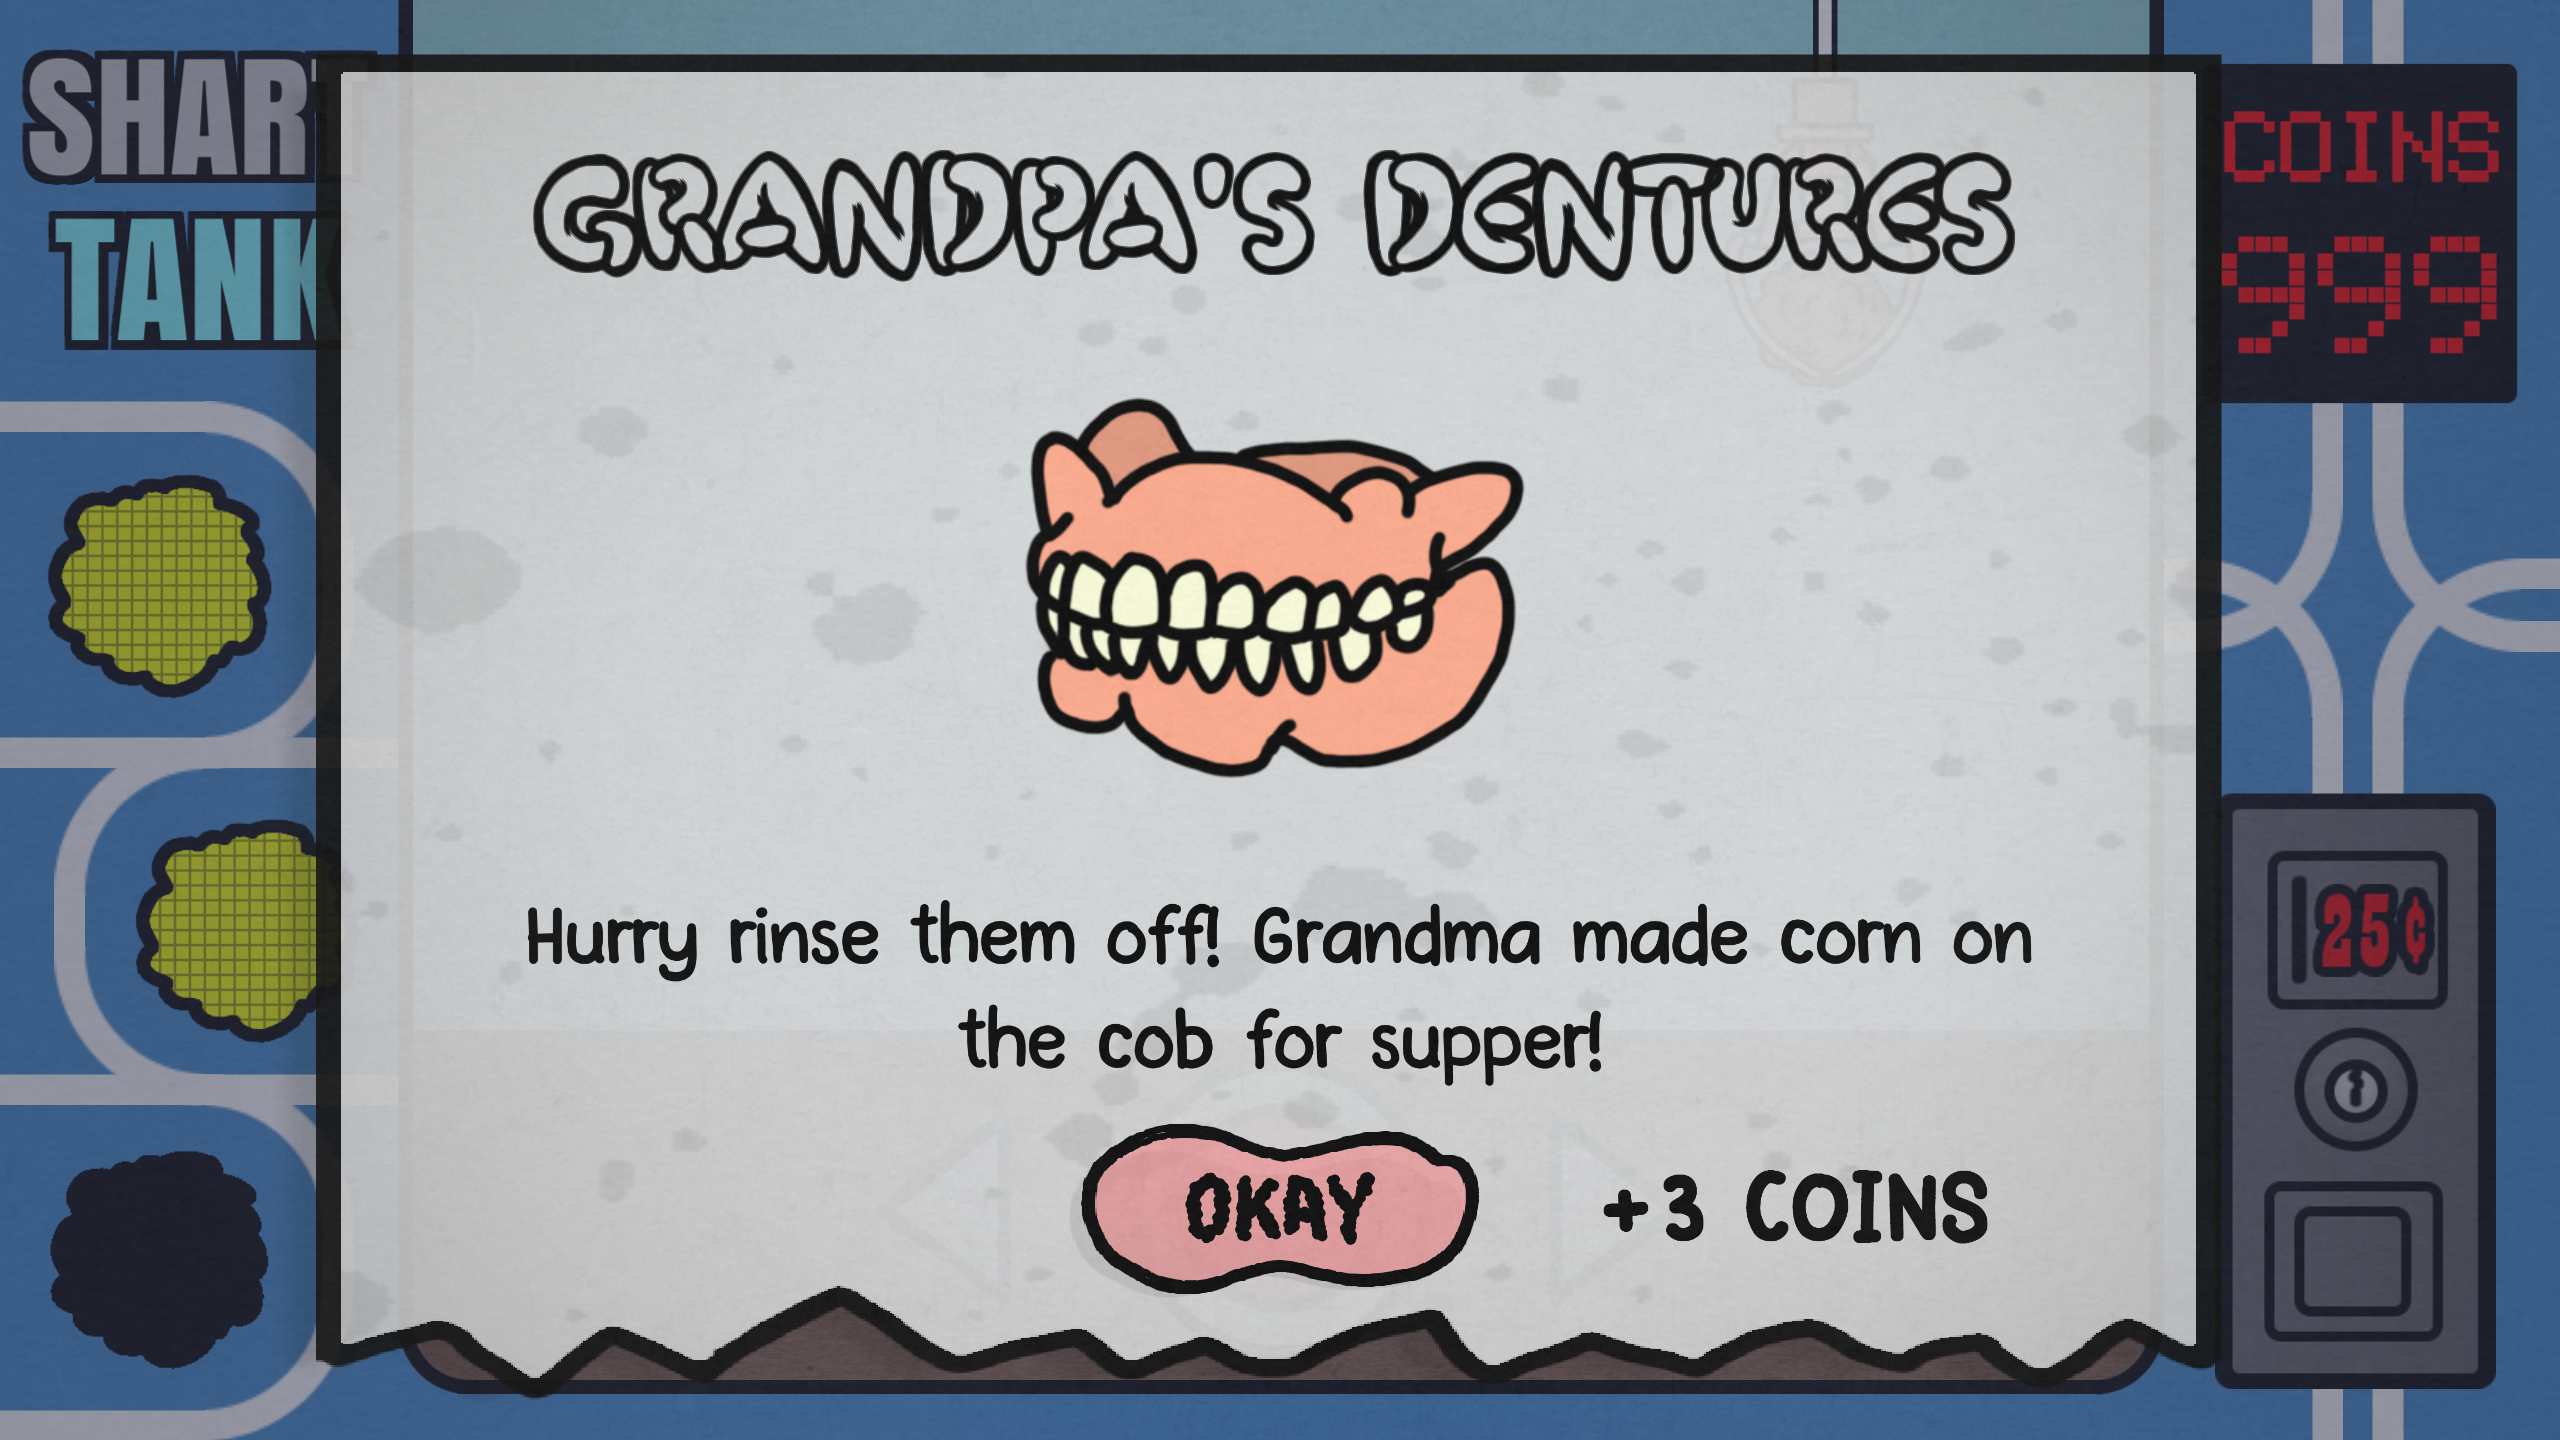 SHART
TANK
GRANDPA'S DENTURES
COINS
999
Hurry rinse them off! Grandma made corn on
the cob for supper!
OKAY
+3 COINS
25¢